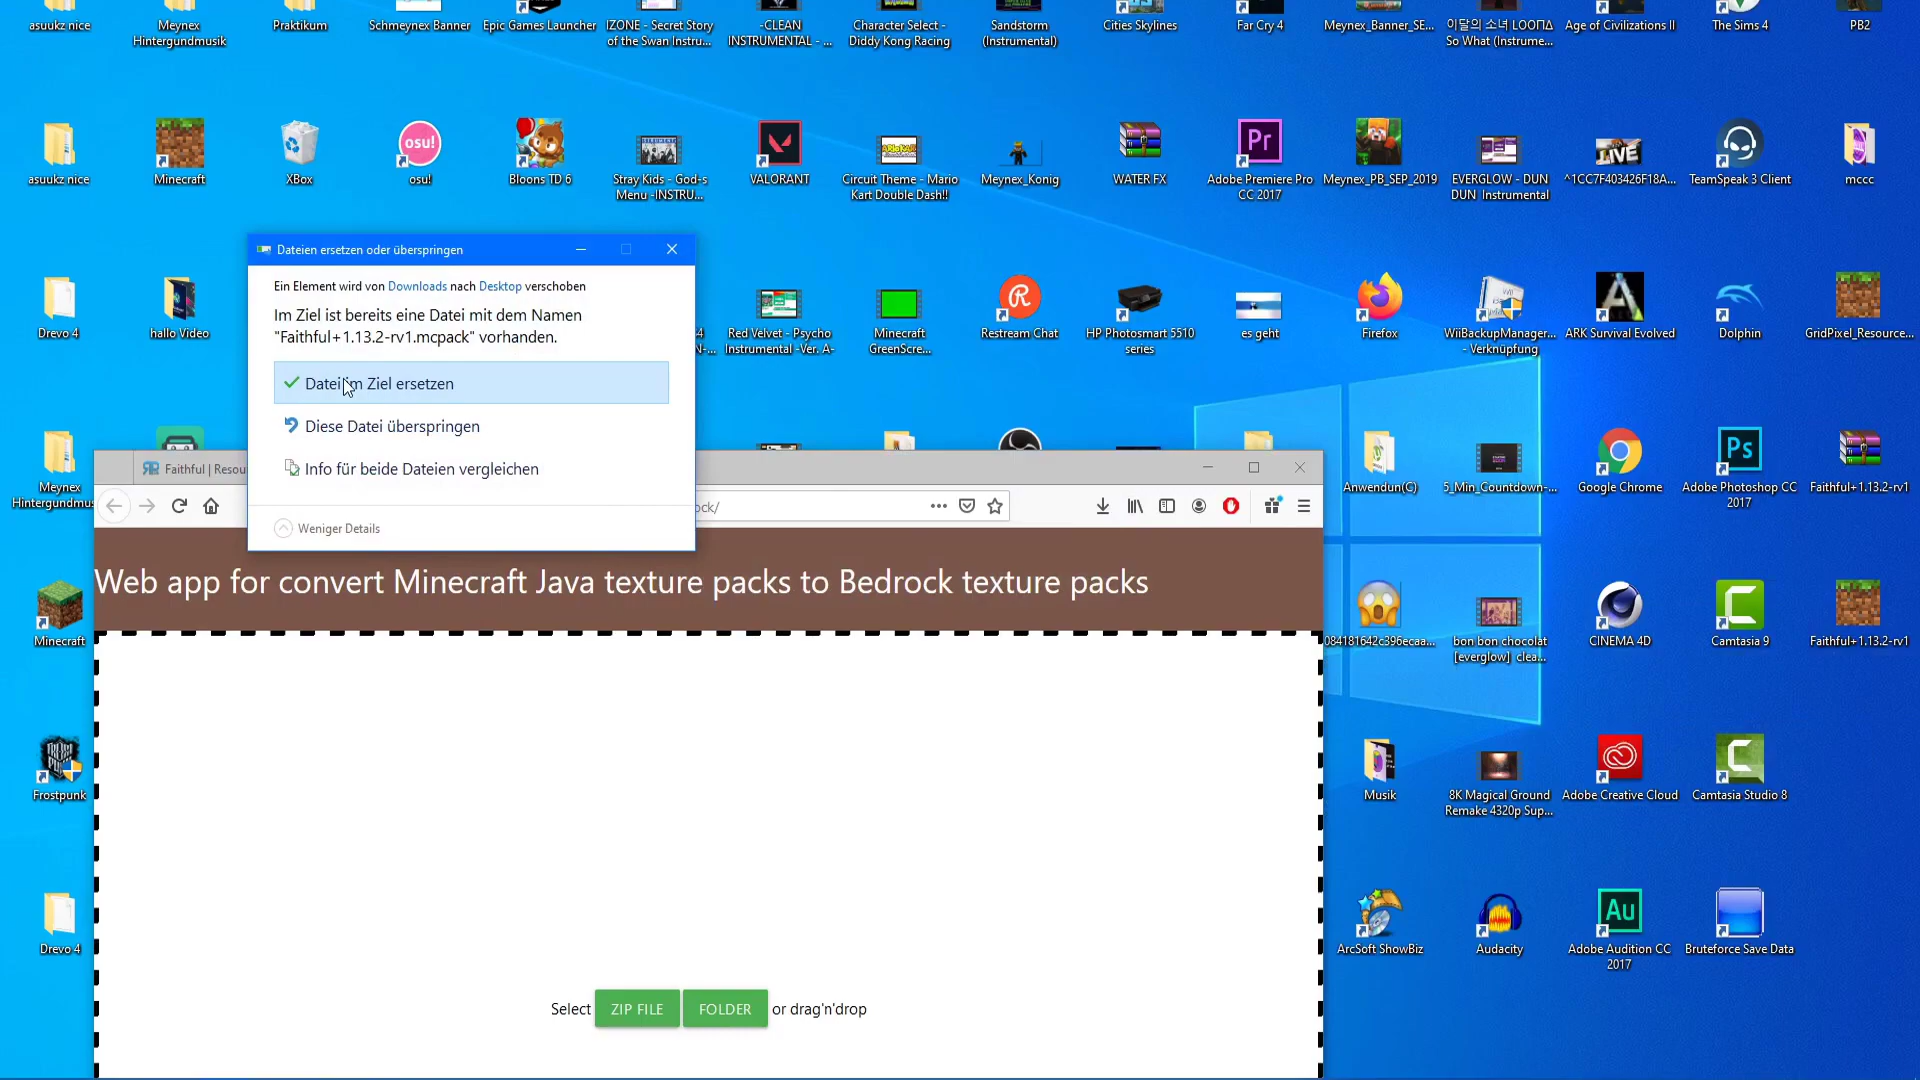 asuukz nice
Meynex
Hintergundmusik
Praktikum
Schmeynex Banner
Epic Games Launcher
IZONE - Secret Story
of the Swan Instru...
-CLEAN
INSTRUMENTAL - ...
Character Select -
Diddy Kong Racing
Sandstorm
(Instrumental)
Cities Skylines
Far Cry 4
Meynex_Banner_SE...
이달의 소녀 LOOΠΔ
So What (Instrume...
Age of Civilizations II
The Sims 4
PB2
asuukz nice
Minecraft
XBox
osu!
osu!
Bloons TD 6
Stray Kids - God-s
Menu -INSTRU...
VALORANT
Circuit Theme - Mario
Kart Double Dash!!
Meynex_Konig
WATER FX
Pr
Adobe Premiere Pro
CC 2017
Meynex_PB_SEP_2019
EVERGLOW - DUN
DUN Instrumental
LIVE
^1CC7F403426F18A...
TeamSpeak 3 Client
mccc
Dateien ersetzen oder überspringen
Ein Element wird von Downloads nach Desktop verschoben
Im Ziel ist bereits eine Datei mit dem Namen
"Faithful+1.13.2-rv1.mcpack" vorhanden.
Datei im Ziel ersetzen
Diese Datei überspringen
Info für beide Dateien vergleichen
Weniger Details
Drevo 4
hallo Video
Red Velvet - Psycho
Instrumental -Ver. A-
Minecraft
GreenScre...
Restream Chat
HP Photosmart 5510
series
es geht
Firefox
WiiBackupManager...
- Verknüpfung
ARK Survival Evolved
Dolphin
GridPixel_Resource...
Meynex
Hintergundmus
Faithful | Resou
ock/
Anwendun(C)
5_Min_Countdown-...
Google Chrome
Ps
Adobe Photoshop CC
2017
Faithful+1.13.2-rv1
Web app for convert Minecraft Java texture packs to Bedrock texture packs
Minecraft
084181642c396ecaa...
bon bon chocolat
[everglow] clea...
CINEMA 4D
Camtasia 9
Faithful+1.13.2-rv1
Frostpunk
Musik
8K Magical Ground
Remake 4320p Sup...
Adobe Creative Cloud
Camtasia Studio 8
Drevo 4
ArcSoft ShowBiz
Audacity
Au
Adobe Audition CC
2017
Bruteforce Save Data
Select ZIP FILE FOLDER or drag'n'drop